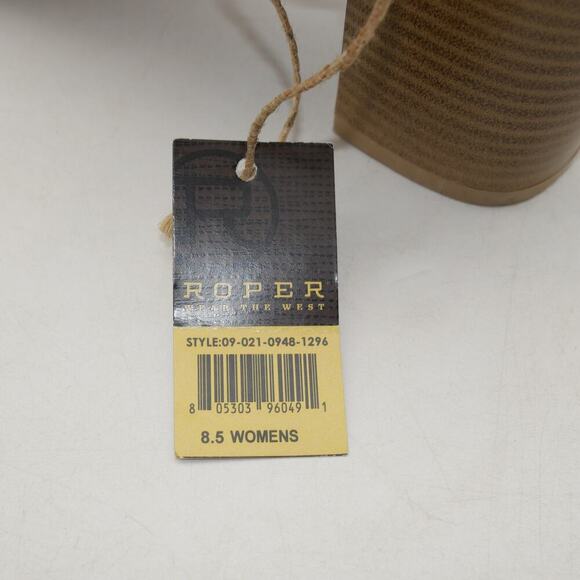 ROPER
WEAR THE WEST
STYLE:09-021-0948-1296
8 05303 96049 1
8.5 WOMENS